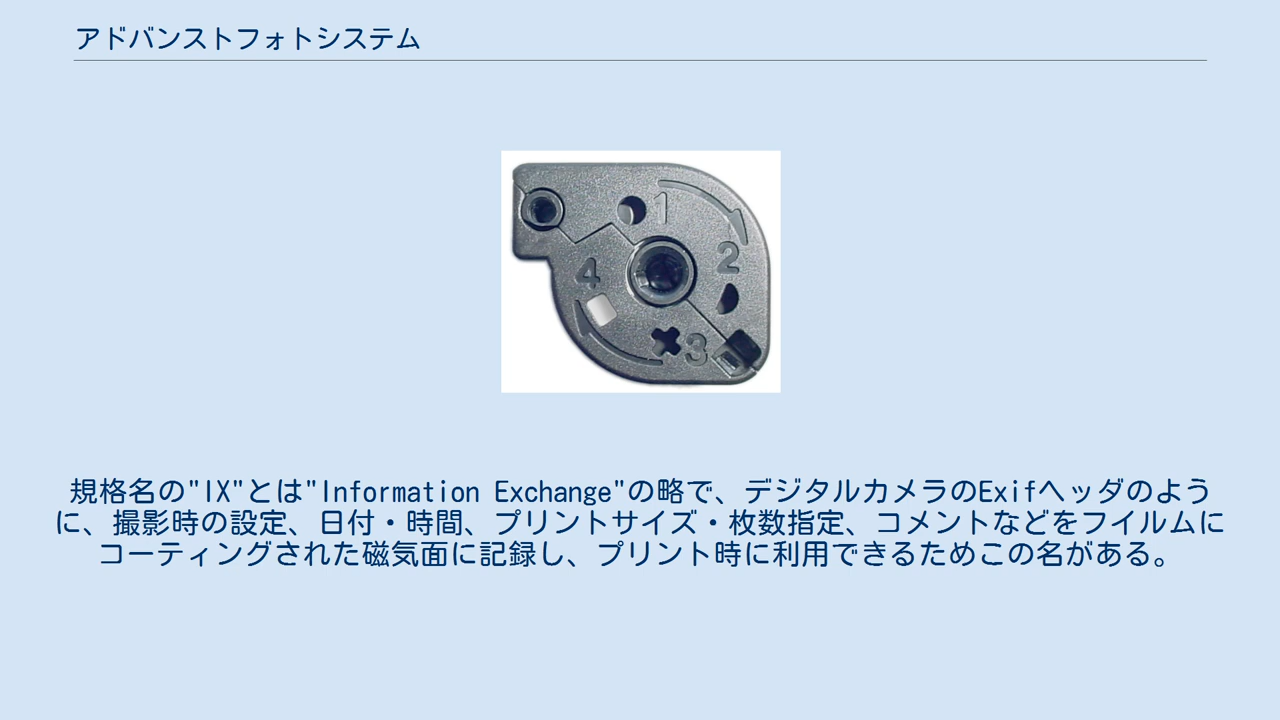 アドバンストフォトシステム
1
2
4
3
規格名の"IX"とは"Information Exchange"の略で、デジタルカメラのExifヘッダのよう
に、撮影時の設定、日付・時間、プリントサイズ・枚数指定、コメントなどをフイルムに
コーティングされた磁気面に記録し、プリント時に利用できるためこの名がある。